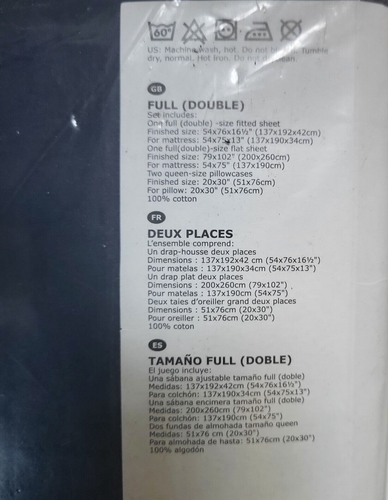 60°
US: Machine wash, hot. Do not bleach. Tumble
dry, normal. Hot iron. Do not dryclean.
GB
FULL (DOUBLE)
Set includes:
One full (double) -size fitted sheet
Finished size: 54x76x16½" (137x192x42cm)
For mattress: 54x75x13" (137x190x34cm)
One full(double)-size flat sheet
Finished size: 79x102" (200x260cm)
For mattress: 54x75" (137x190cm)
Two queen-size pillowcases
Finished size: 20x30" (51x76cm)
For pillow: 20x30" (51x76cm)
100% cotton
FR
DEUX PLACES
L'ensemble comprend:
Un drap-housse deux places
Dimensions : 137x192x42 cm (54x76x16½")
Pour matelas : 137x190x34cm (54x75x13")
Un drap plat deux places
Dimensions : 200x260cm (79x102")
Pour matelas : 137x190cm (54x75")
Deux taies d'oreiller grand deux places
Dimensions : 51x76cm (20x30")
Pour oreiller : 51x76cm (20x30")
100% coton
ES
TAMAÑO FULL (DOBLE)
El juego incluye:
Una sábana ajustable tamaño full (doble)
Medidas: 137x192x42cm (54x76x16½")
Para colchón: 137x190x34cm (54x75x13")
Una sábana encimera tamaño full (doble)
Medidas: 200x260cm (79x102")
Para colchón: 137x190cm (54x75")
Dos fundas de almohada tamaño queen
Medidas: 51x76 cm (20x30")
Para almohada de hasta: 51x76cm (20x30")
100% algodón